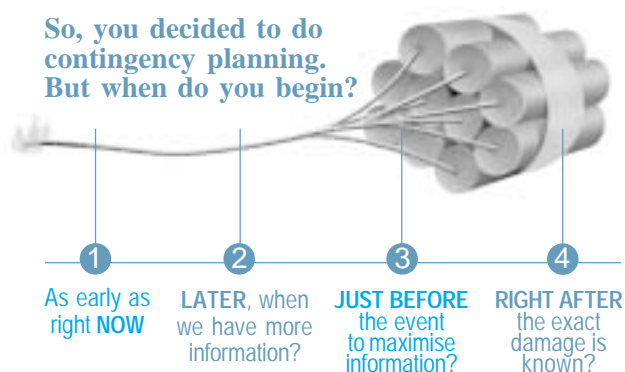 So, you decided to do
contingency planning.
But when do you begin?
1
As early as
right NOW
2
LATER, when
we have more
information?
3
JUST BEFORE
the event
to maximise
information?
4
RIGHT AFTER
the exact
damage is
known?